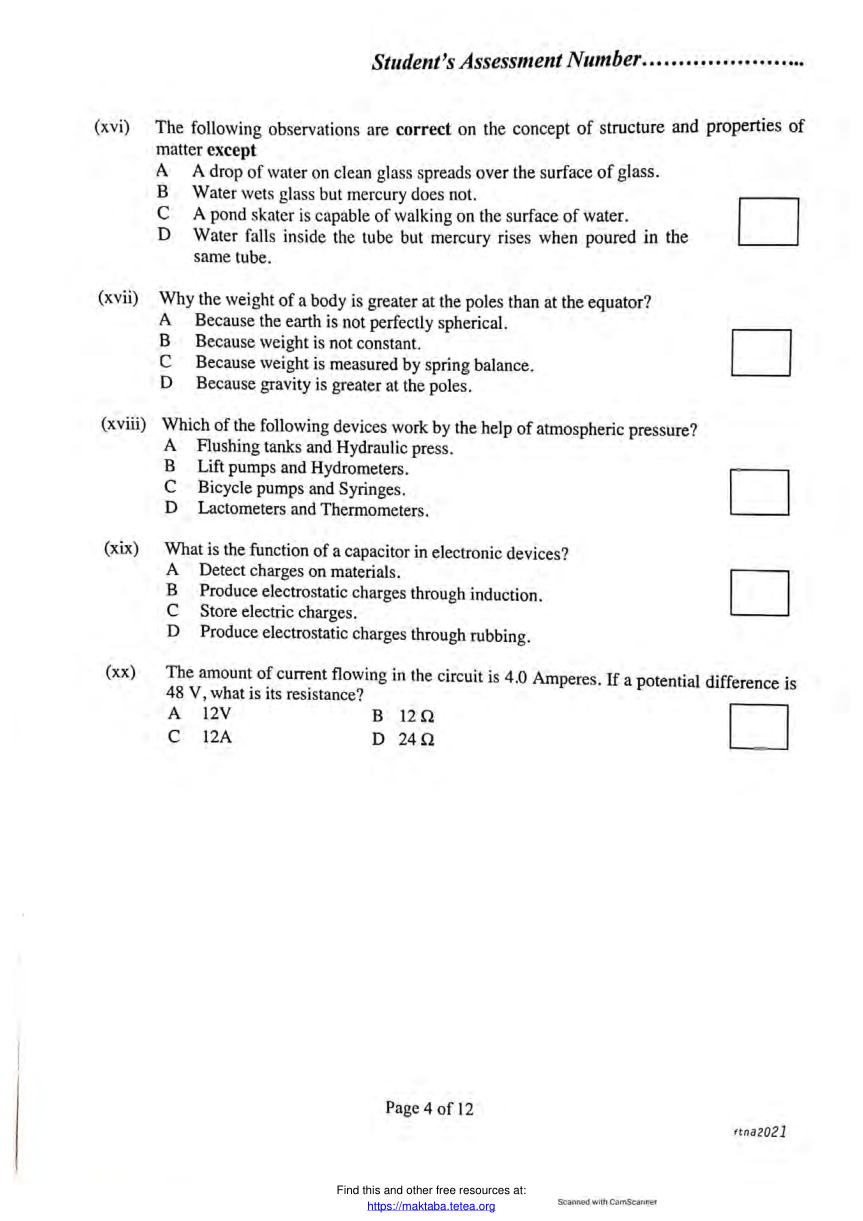 Student's Assessment Number........................
(xvi) The following observations are correct on the concept of structure and properties of
matter except
A A drop of water on clean glass spreads over the surface of glass.
B Water wets glass but mercury does not.
C A pond skater is capable of walking on the surface of water.
D Water falls inside the tube but mercury rises when poured in the
same tube.
(xvii) Why the weight of a body is greater at the poles than at the equator?
A Because the earth is not perfectly spherical.
B Because weight is not constant.
C Because weight is measured by spring balance.
D Because gravity is greater at the poles.
(xviii) Which of the following devices work by the help of atmospheric pressure?
A Flushing tanks and Hydraulic press.
B Lift pumps and Hydrometers.
C Bicycle pumps and Syringes.
D Lactometers and Thermometers.
(xix) What is the function of a capacitor in electronic devices?
A Detect charges on materials.
B Produce electrostatic charges through induction.
C Store electric charges.
D Produce electrostatic charges through rubbing.
(xx) The amount of current flowing in the circuit is 4.0 Amperes. If a potential difference is
48 V, what is its resistance?
A 12V B 12 Ω
C 12A D 24 Ω
Page 4 of 12
ftna2021
Find this and other free resources at:
https://maktaba.tetea.org
Scanned with CamScanner